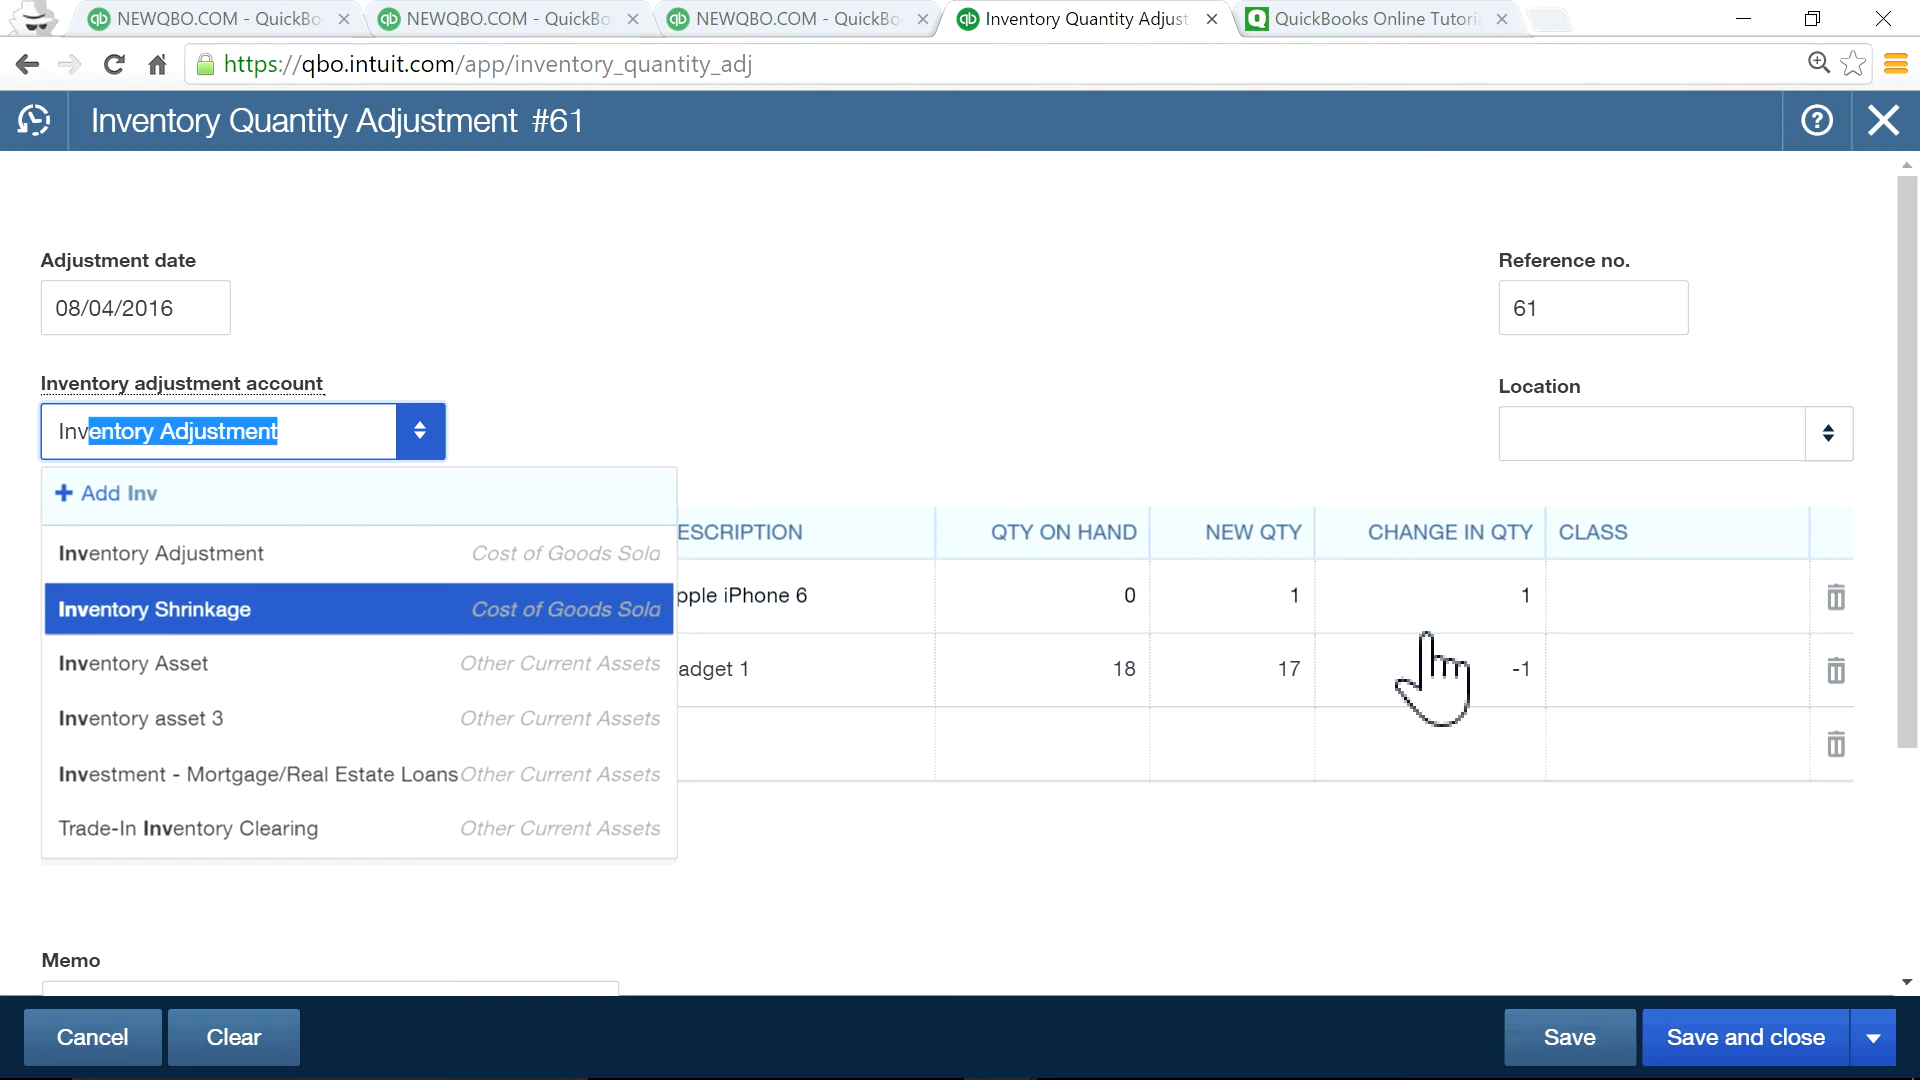 NEWQBO.COM - QuickBo
NEWQBO.COM - QuickBo
NEWQBO.COM - QuickBo
Inventory Quantity Adjust
QuickBooks Online Tutoria
https://qbo.intuit.com/app/inventory_quantity_adj
Inventory Quantity Adjustment #61
Adjustment date
Reference no.
08/04/2016
61
Inventory adjustment account
Location
Inventory Adjustment
Add Inv
Inventory Adjustment Cost of Goods Sold
Inventory Shrinkage Cost of Goods Sold
Inventory Asset Other Current Assets
Inventory asset 3 Other Current Assets
Investment - Mortgage/Real Estate Loans Other Current Assets
Trade-In Inventory Clearing Other Current Assets
ESCRIPTION QTY ON HAND NEW QTY CHANGE IN QTY CLASS
pple iPhone 6 0 1 1
adget 1 18 17 -1
Memo
Cancel Clear Save Save and close